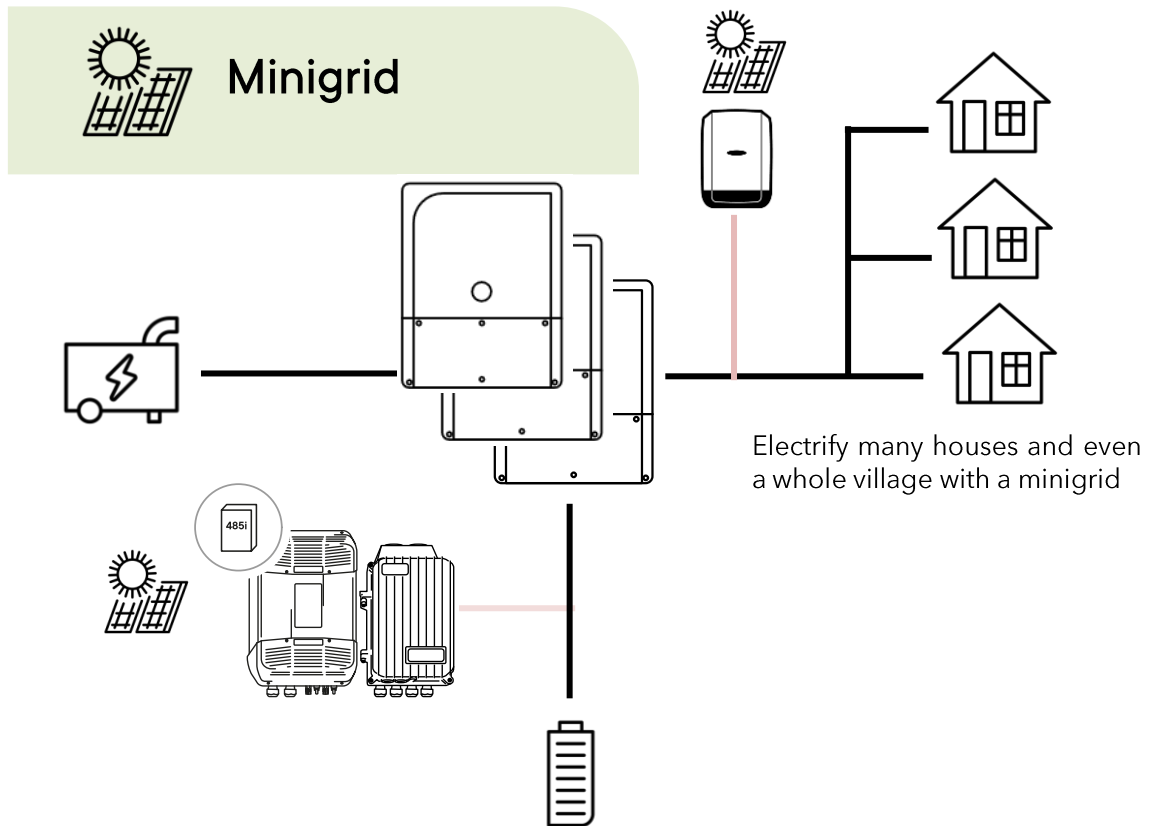 Minigrid
Electrify many houses and even
a whole village with a minigrid
485i